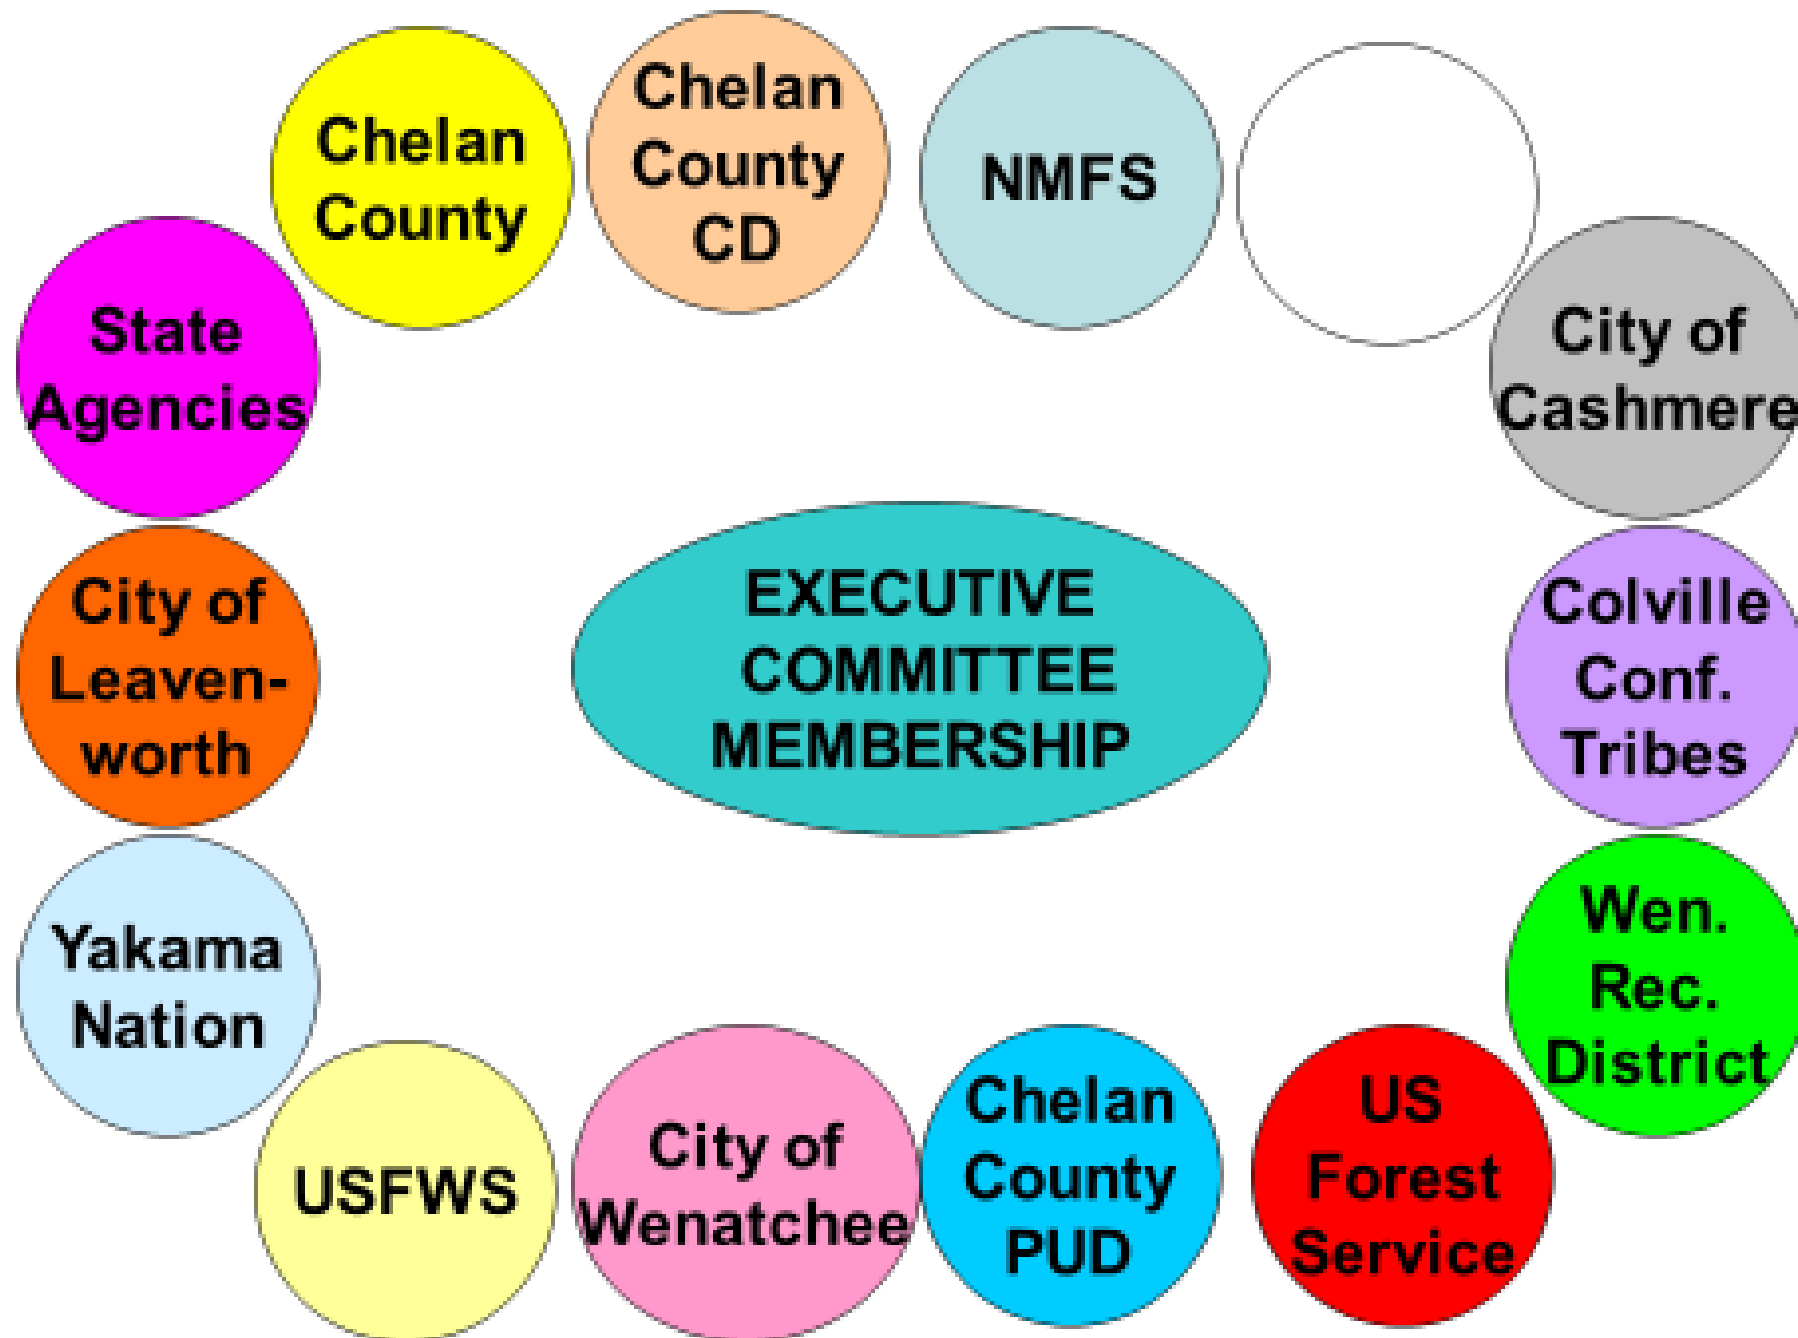 Chelan
County
Chelan
County
CD
NMFS
State
Agencies
City of
Cashmere
EXECUTIVE
COMMITTEE
MEMBERSHIP
City of
Leaven-
worth
Colville
Conf.
Tribes
Yakama
Nation
Wen.
Rec.
District
USFWS
City of
Wenatchee
Chelan
County
PUD
US
Forest
Service